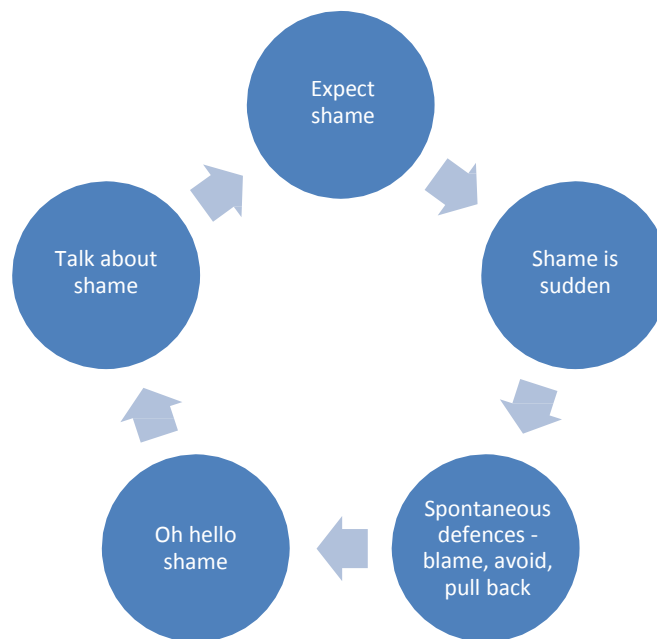 Expect
shame
Shame is
sudden
Spontaneous
defences -
blame, avoid,
pull back
Oh hello
shame
Talk about
shame